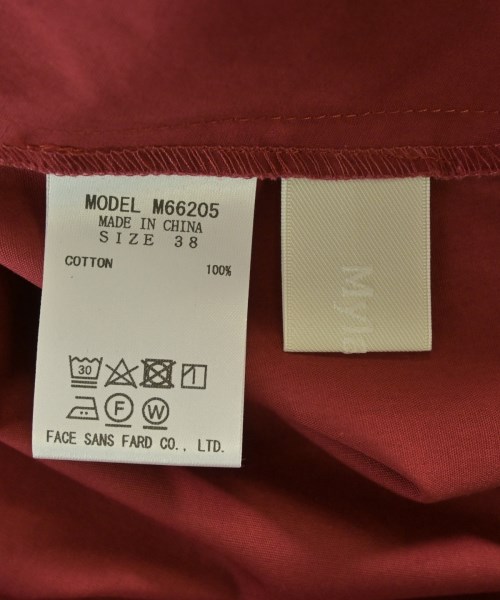 MODEL M66205
MADE IN CHINA
SIZE 38
COTTON 100%
30
F W
FACE SANS FARD CO., LTD.
Myla